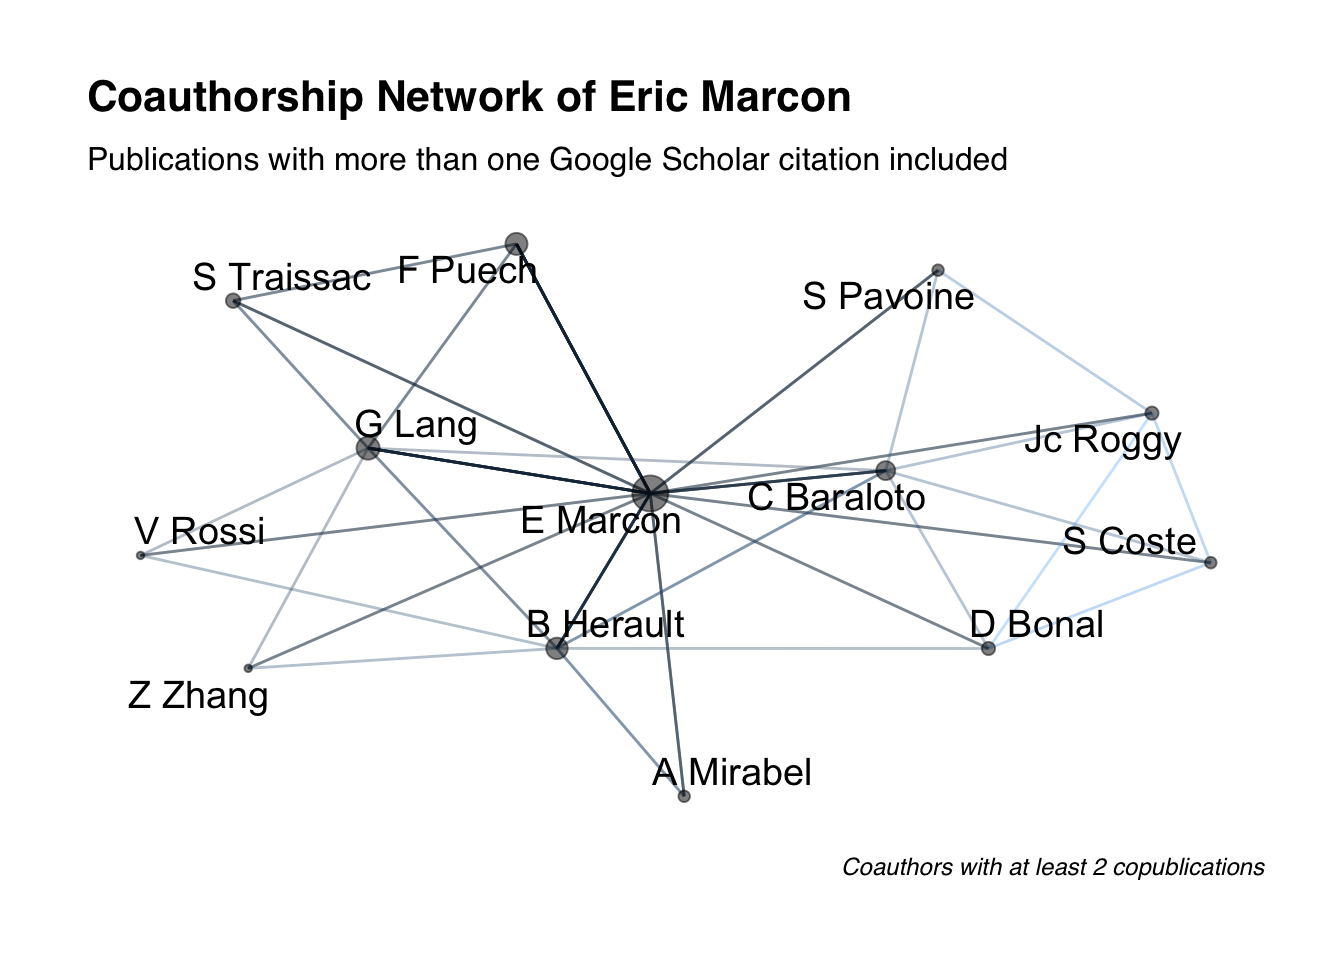 Coauthorship Network of Eric Marcon
Publications with more than one Google Scholar citation included
S Traissac
F Puech
S Pavoine
G Lang
Jc Roggy
C Baraloto
E Marcon
V Rossi
S Coste
B Herault
D Bonal
Z Zhang
A Mirabel
Coauthors with at least 2 copublications